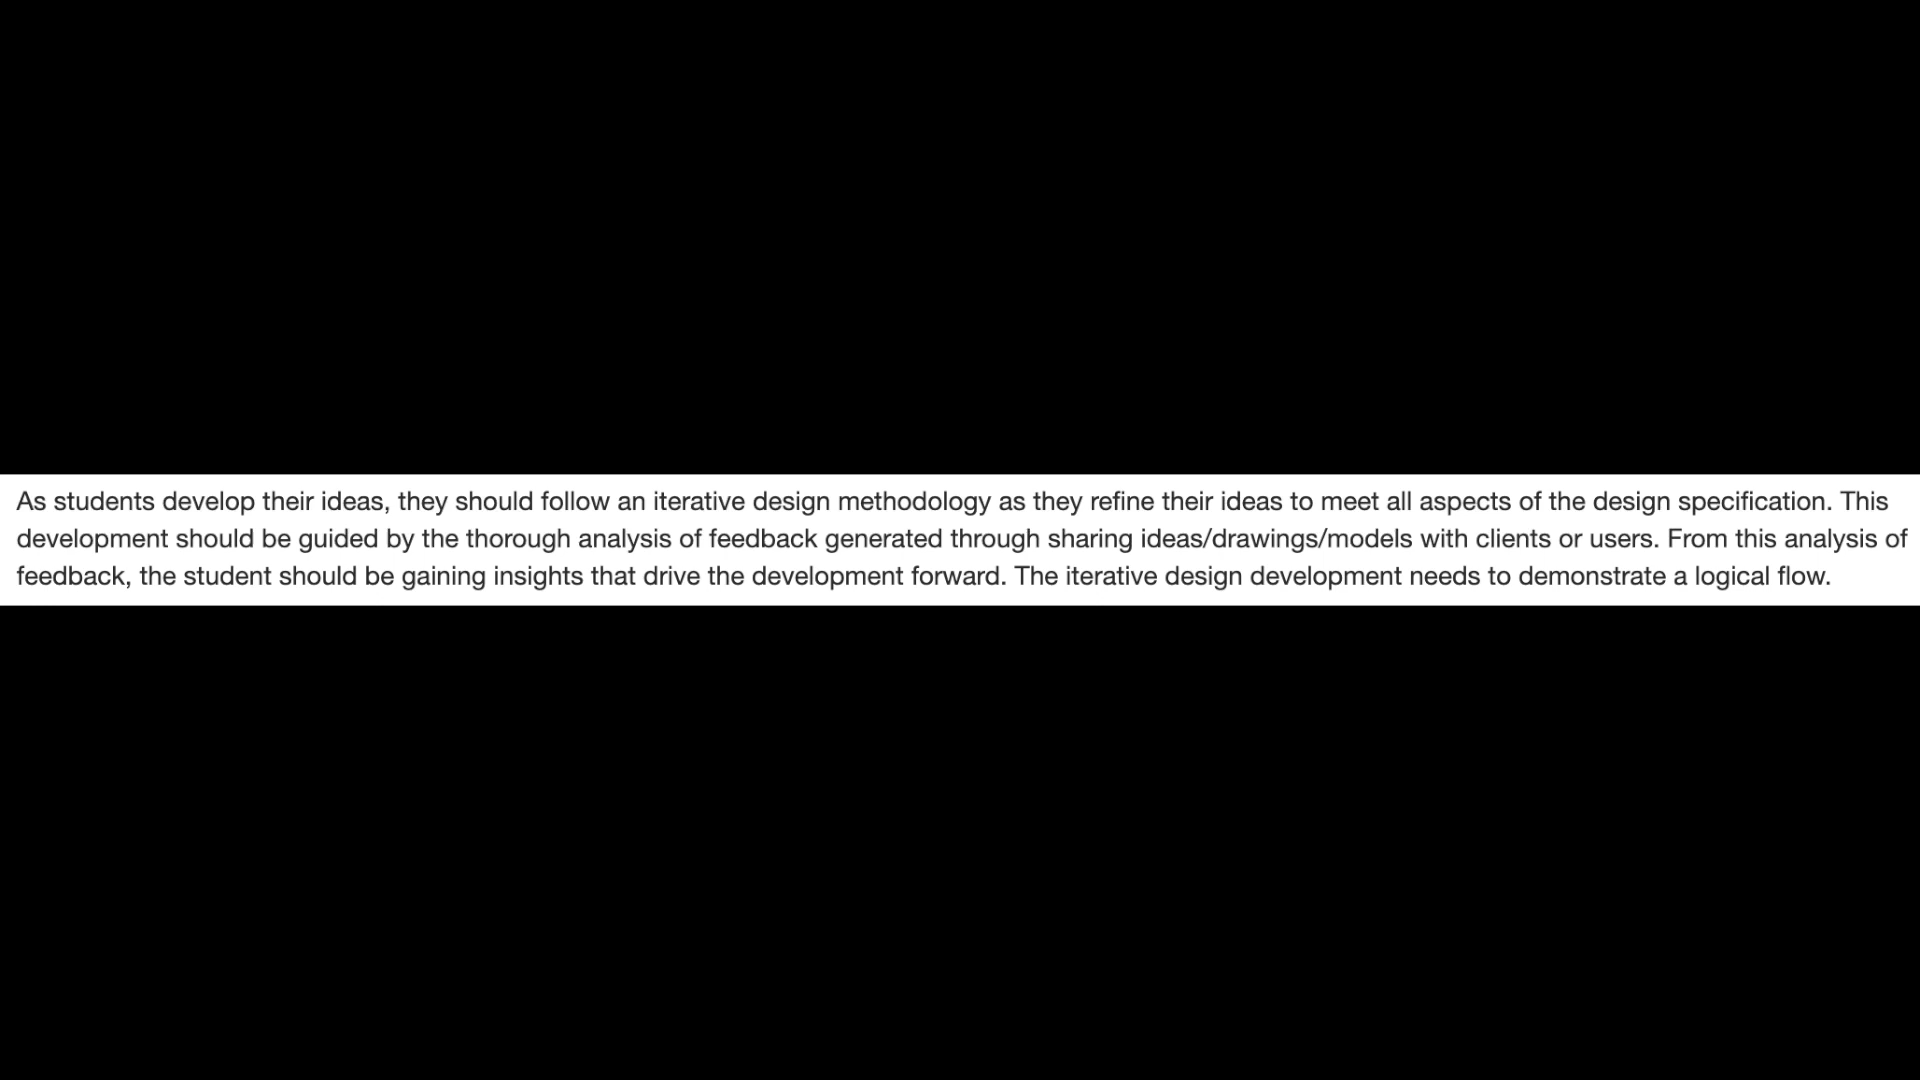 As students develop their ideas, they should follow an iterative design methodology as they refine their ideas to meet all aspects of the design specification. This
development should be guided by the thorough analysis of feedback generated through sharing ideas/drawings/models with clients or users. From this analysis of
feedback, the student should be gaining insights that drive the development forward. The iterative design development needs to demonstrate a logical flow.